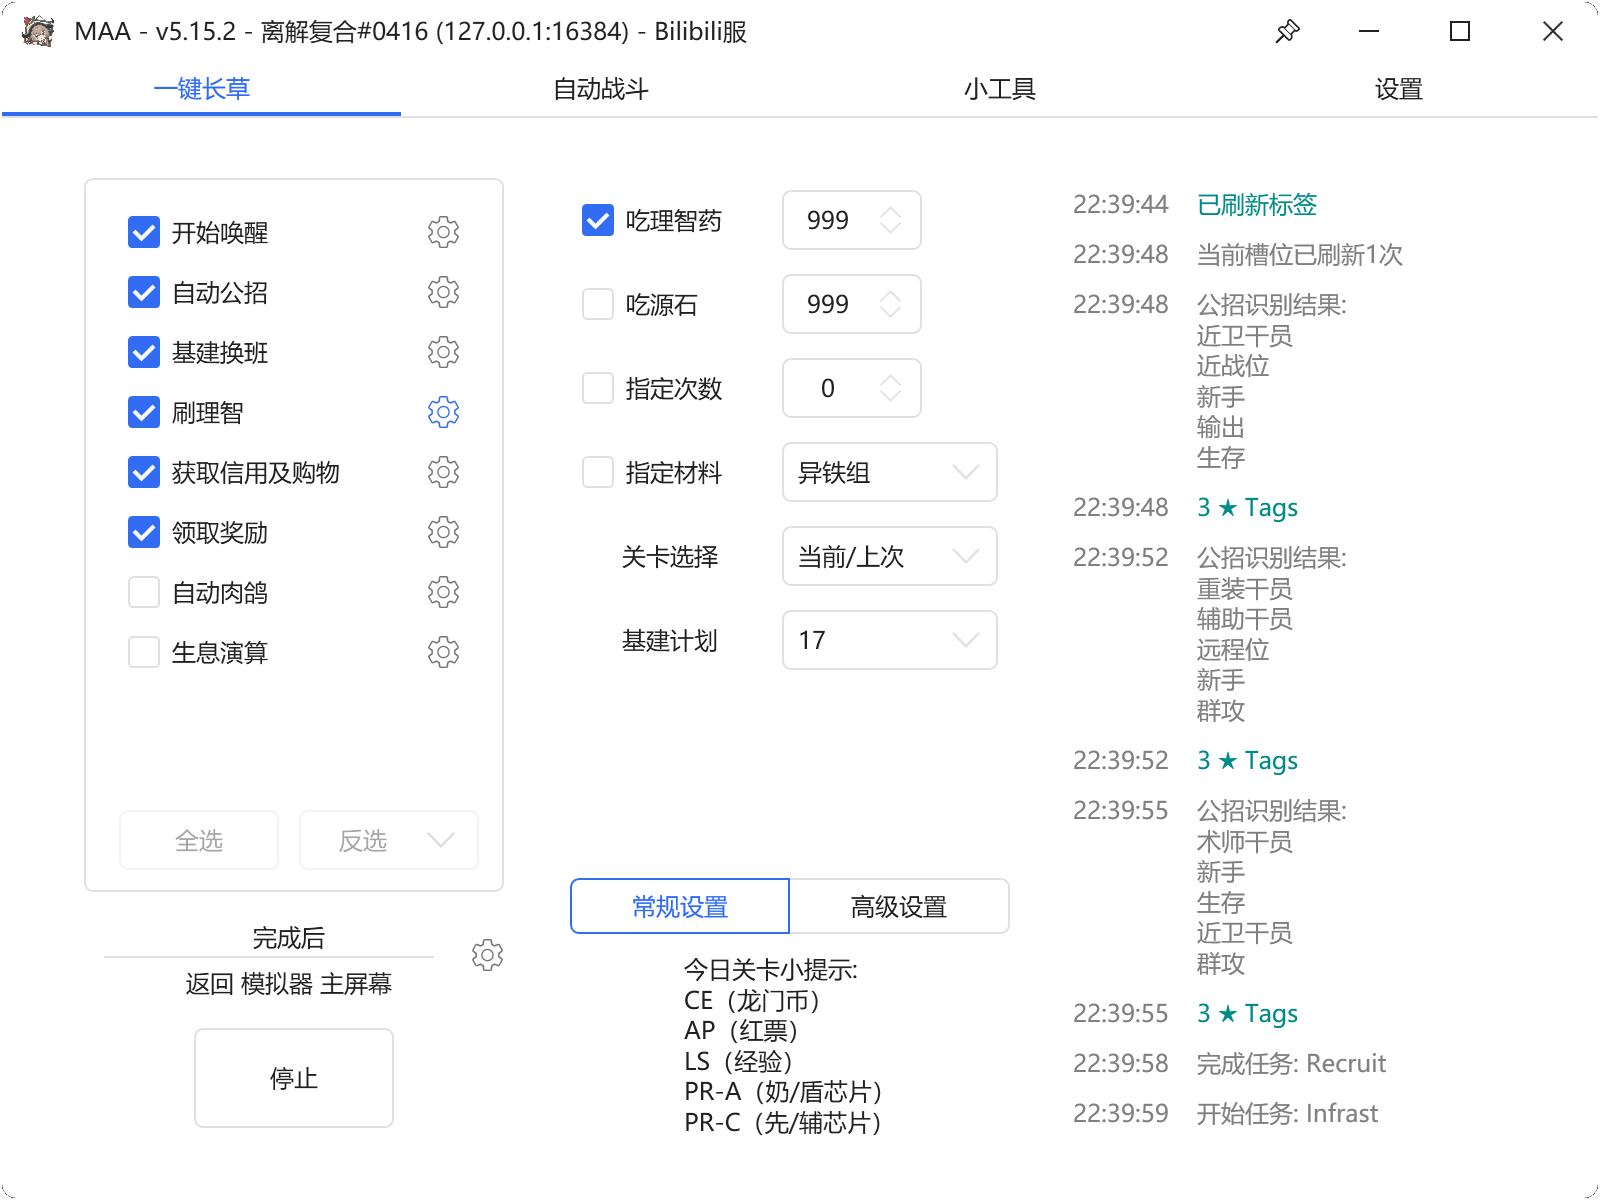 MAA - v5.15.2 - 离解复合#0416 (127.0.0.1:16384) - Bilibili服
一键长草
自动战斗
小工具
设置
开始唤醒
自动公招
基建换班
刷理智
获取信用及购物
领取奖励
自动肉鸽
生息演算
全选
反选
完成后
返回 模拟器 主屏幕
停止
吃理智药
999
吃源石
999
指定次数
0
指定材料
异铁组
关卡选择
当前/上次
基建计划
17
常规设置
高级设置
今日关卡小提示:
CE（龙门币）
AP（红票）
LS（经验）
PR-A（奶/盾芯片）
PR-C（先/辅芯片）
22:39:44 已刷新标签
22:39:48 当前槽位已刷新1次
22:39:48 公招识别结果:
近卫干员
近战位
新手
输出
生存
22:39:48 3 ★ Tags
22:39:52 公招识别结果:
重装干员
辅助干员
远程位
新手
群攻
22:39:52 3 ★ Tags
22:39:55 公招识别结果:
术师干员
新手
生存
近卫干员
群攻
22:39:55 3 ★ Tags
22:39:58 完成任务: Recruit
22:39:59 开始任务: Infrast